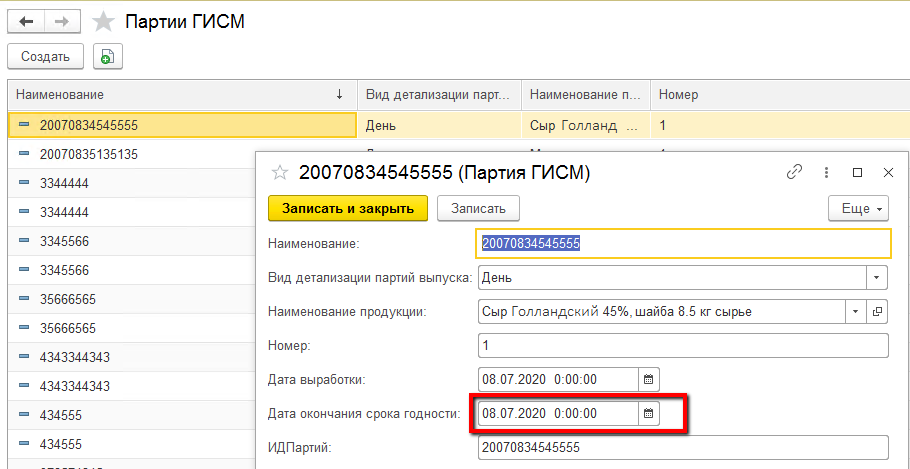 Партии ГИСМ
Создать
Наименование ↓ Вид детализации парт... Наименование п... Номер
20070834545555 День Сыр Голланд ... 1
20070835135135 1
3344444
3344444
3345566
3345566
35666565
35666565
4343344343
4343344343
434555
434555
20070834545555 (Партия ГИСМ)
Записать и закрыть Записать Еще
Наименование: 20070834545555
Вид детализации партий выпуска: День
Наименование продукции: Сыр Голландский 45%, шайба 8.5 кг сырье
Номер: 1
Дата выработки: 08.07.2020 0:00:00
Дата окончания срока годности: 08.07.2020 0:00:00
ИДПартий: 20070834545555